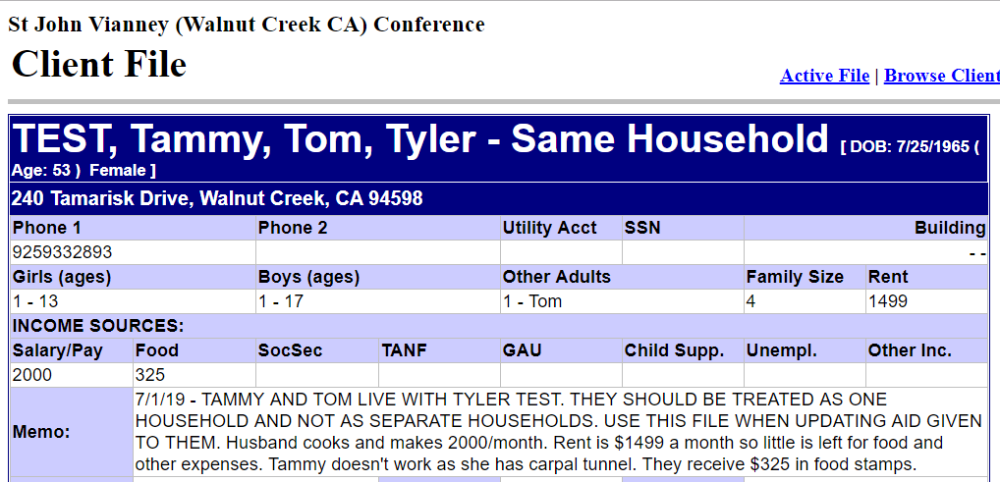 St John Vianney (Walnut Creek CA) Conference
Client File
Active File | Browse Client
TEST, Tammy, Tom, Tyler - Same Household [ DOB: 7/25/1965 (
Age: 53 ) Female ]
240 Tamarisk Drive, Walnut Creek, CA 94598
Phone 1 Phone 2 Utility Acct SSN Building
9259332893 - -
Girls (ages) Boys (ages) Other Adults Family Size Rent
1 - 13 1 - 17 1 - Tom 4 1499
INCOME SOURCES:
Salary/Pay Food SocSec TANF GAU Child Supp. Unempl. Other Inc.
2000 325
Memo:
7/1/19 - TAMMY AND TOM LIVE WITH TYLER TEST. THEY SHOULD BE TREATED AS ONE
HOUSEHOLD AND NOT AS SEPARATE HOUSEHOLDS. USE THIS FILE WHEN UPDATING AID GIVEN
TO THEM. Husband cooks and makes 2000/month. Rent is $1499 a month so little is left for food and
other expenses. Tammy doesn't work as she has carpal tunnel. They receive $325 in food stamps.